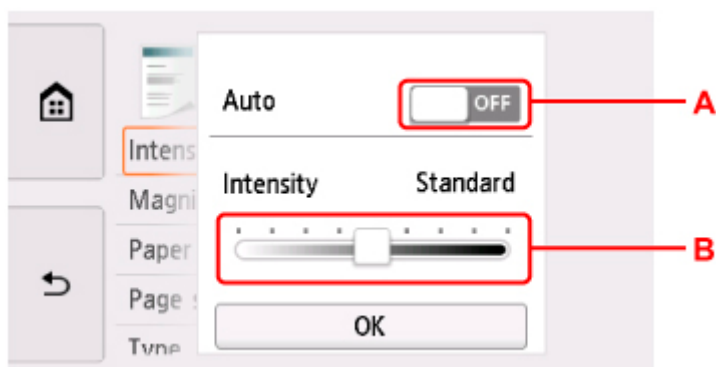 Auto
OFF
A
Intens
Intensity
Standard
Magni
Paper
B
Page s
OK
Type